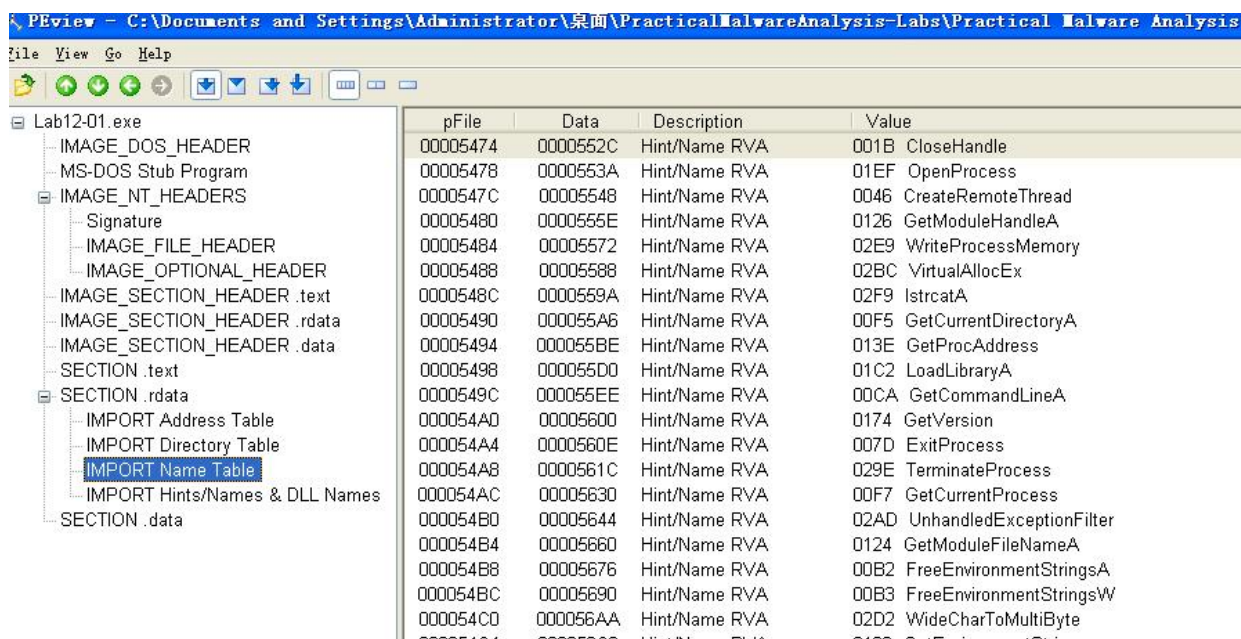 PEview - C:\Documents and Settings\Administrator\桌面\PracticalMalwareAnalysis-Labs\Practical Malware Analysis
File View Go Help
Lab12-01.exe
IMAGE_DOS_HEADER
MS-DOS Stub Program
IMAGE_NT_HEADERS
Signature
IMAGE_FILE_HEADER
IMAGE_OPTIONAL_HEADER
IMAGE_SECTION_HEADER .text
IMAGE_SECTION_HEADER .rdata
IMAGE_SECTION_HEADER .data
SECTION .text
SECTION .rdata
IMPORT Address Table
IMPORT Directory Table
IMPORT Name Table
IMPORT Hints/Names & DLL Names
SECTION .data
pFile Data Description Value
00005474 0000552C Hint/Name RVA 001B CloseHandle
00005478 0000553A Hint/Name RVA 01EF OpenProcess
0000547C 00005548 Hint/Name RVA 0046 CreateRemoteThread
00005480 0000555E Hint/Name RVA 0126 GetModuleHandleA
00005484 00005572 Hint/Name RVA 02E9 WriteProcessMemory
00005488 00005588 Hint/Name RVA 02BC VirtualAllocEx
0000548C 0000559A Hint/Name RVA 02F9 lstrcatA
00005490 000055A6 Hint/Name RVA 00F5 GetCurrentDirectoryA
00005494 000055BE Hint/Name RVA 013E GetProcAddress
00005498 000055D0 Hint/Name RVA 01C2 LoadLibraryA
0000549C 000055EE Hint/Name RVA 00CA GetCommandLineA
000054A0 00005600 Hint/Name RVA 0174 GetVersion
000054A4 0000560E Hint/Name RVA 007D ExitProcess
000054A8 0000561C Hint/Name RVA 029E TerminateProcess
000054AC 00005630 Hint/Name RVA 00F7 GetCurrentProcess
000054B0 00005644 Hint/Name RVA 02AD UnhandledExceptionFilter
000054B4 00005660 Hint/Name RVA 0124 GetModuleFileNameA
000054B8 00005676 Hint/Name RVA 00B2 FreeEnvironmentStringsA
000054BC 00005690 Hint/Name RVA 00B3 FreeEnvironmentStringsW
000054C0 000056AA Hint/Name RVA 02D2 WideCharToMultiByte